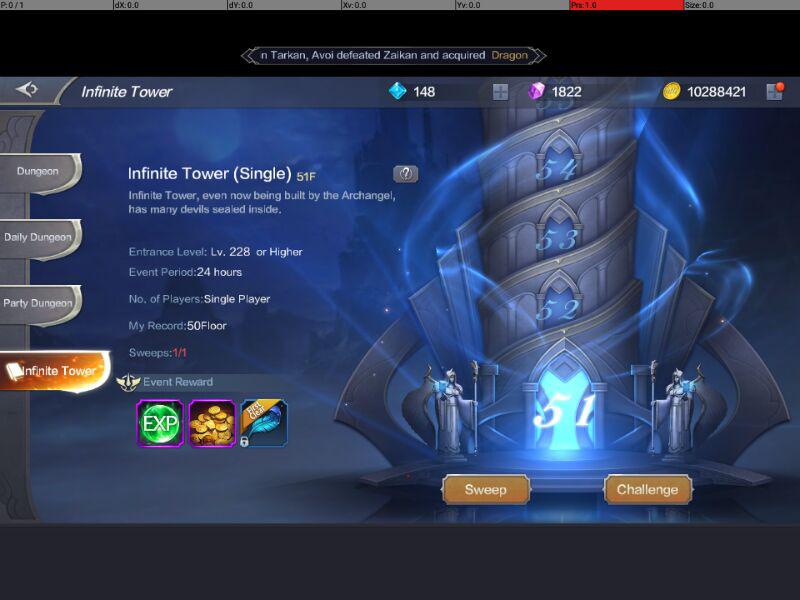 P: 0 / 1 dX: 0.0 dY: 0.0 Xv: 0.0 Yv: 0.0 Prs: 1.0 Size: 0.0
n Tarkan, Avoi defeated Zaikan and acquired Dragon
Infinite Tower 148 1822 10288421
Dungeon
Daily Dungeon
Party Dungeon
Infinite Tower
Infinite Tower (Single) 51F ?
Infinite Tower, even now being built by the Archangel,
has many devils sealed inside.
Entrance Level: Lv. 228 or Higher
Event Period:24 hours
No. of Players:Single Player
My Record:50Floor
Sweeps:1/1
Event Reward
EXP
First Clear
54
53
52
51
Sweep
Challenge